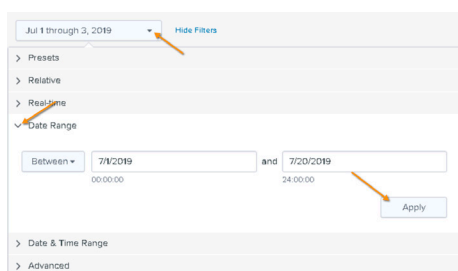 Jul 1 through 3, 2019 Hide Filters
Presets
Relative
Real-time
Date Range
Between 7/1/2019 and 7/20/2019
00:00:00 24:00:00
Apply
Date & Time Range
Advanced